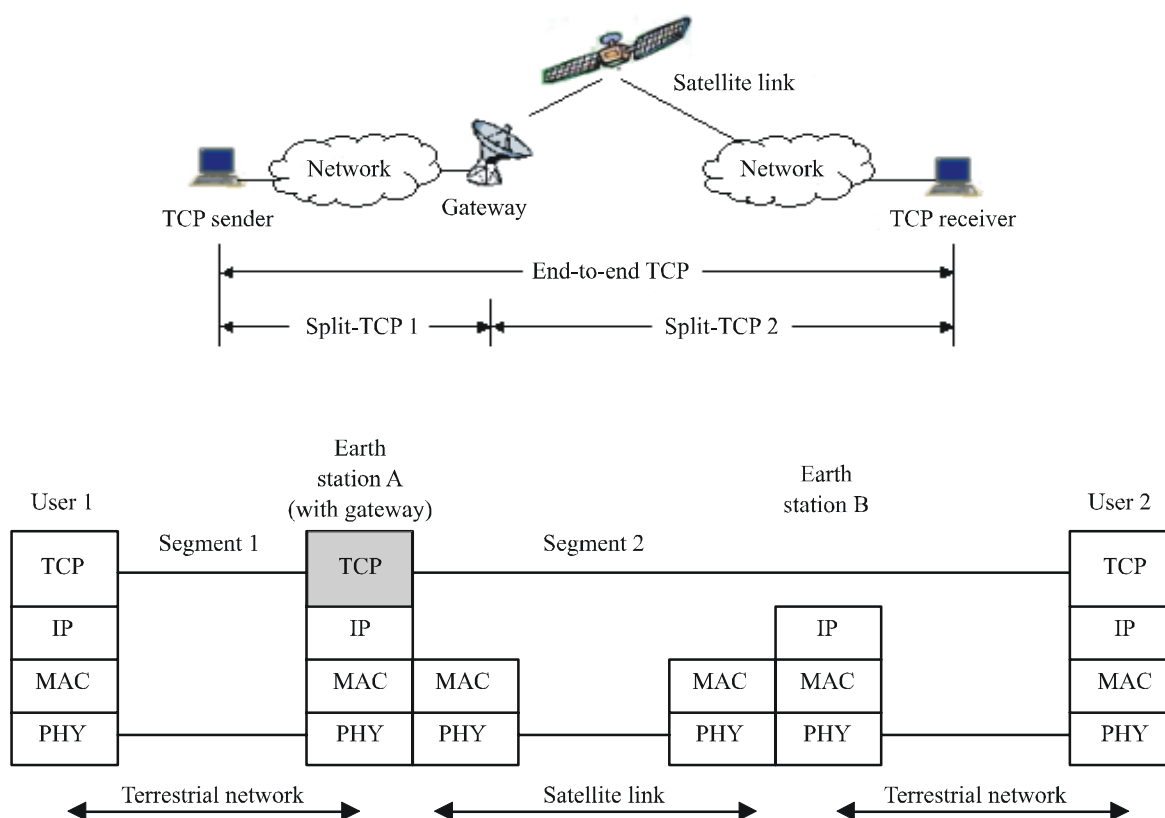 Satellite link
Network
Network
Gateway
TCP sender
TCP receiver
End-to-end TCP
Split-TCP 1
Split-TCP 2
Earth
station A
(with gateway)
Earth
station B
User 1
User 2
Segment 1
Segment 2
TCP
TCP
TCP
IP
IP
IP
IP
MAC
MAC
MAC
MAC
MAC
MAC
PHY
PHY
PHY
PHY
PHY
PHY
Terrestrial network
Satellite link
Terrestrial network